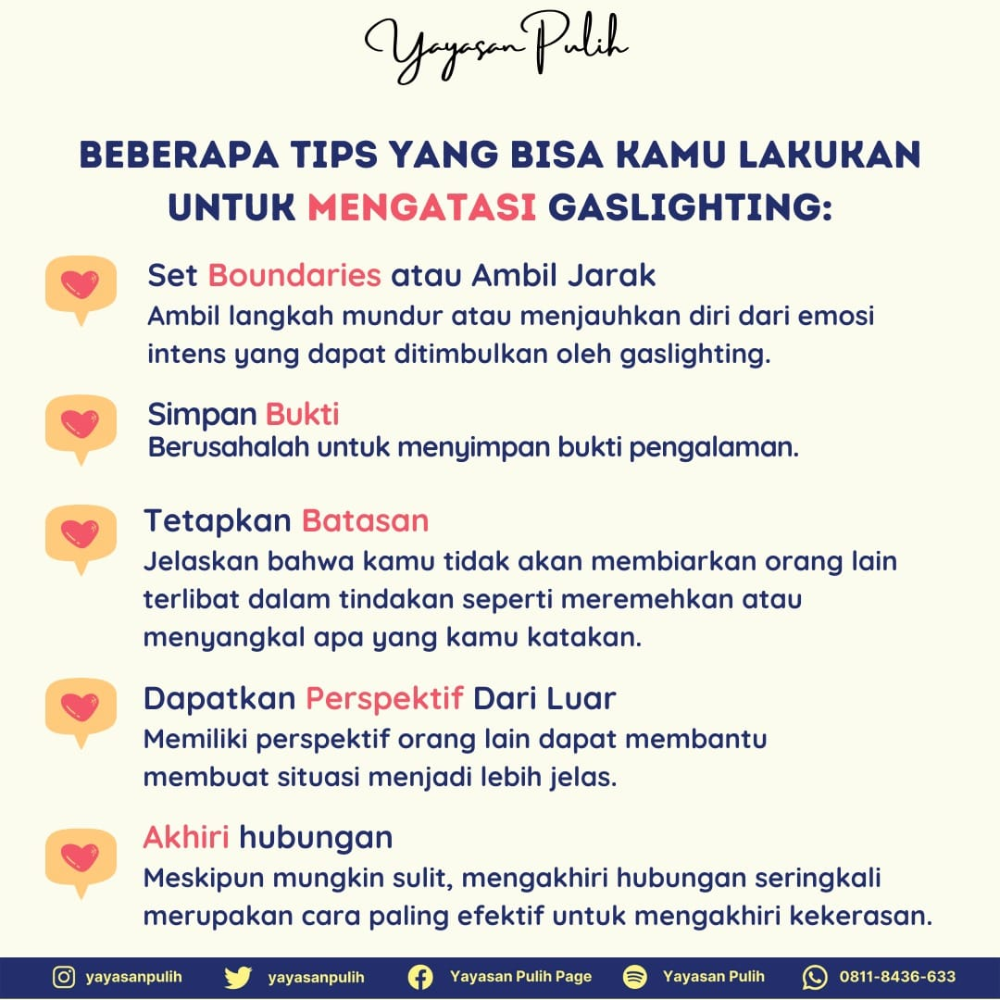 Yayasan Pulih
BEBERAPA TIPS YANG BISA KAMU LAKUKAN
UNTUK MENGATASI GASLIGHTING:
Set Boundaries atau Ambil Jarak
Ambil langkah mundur atau menjauhkan diri dari emosi
intens yang dapat ditimbulkan oleh gaslighting.
Simpan Bukti
Berusahalah untuk menyimpan bukti pengalaman.
Tetapkan Batasan
Jelaskan bahwa kamu tidak akan membiarkan orang lain
terlibat dalam tindakan seperti meremehkan atau
menyangkal apa yang kamu katakan.
Dapatkan Perspektif Dari Luar
Memiliki perspektif orang lain dapat membantu
membuat situasi menjadi lebih jelas.
Akhiri hubungan
Meskipun mungkin sulit, mengakhiri hubungan seringkali
merupakan cara paling efektif untuk mengakhiri kekerasan.
yayasanpulih yayasanpulih Yayasan Pulih Page Yayasan Pulih 0811-8436-633